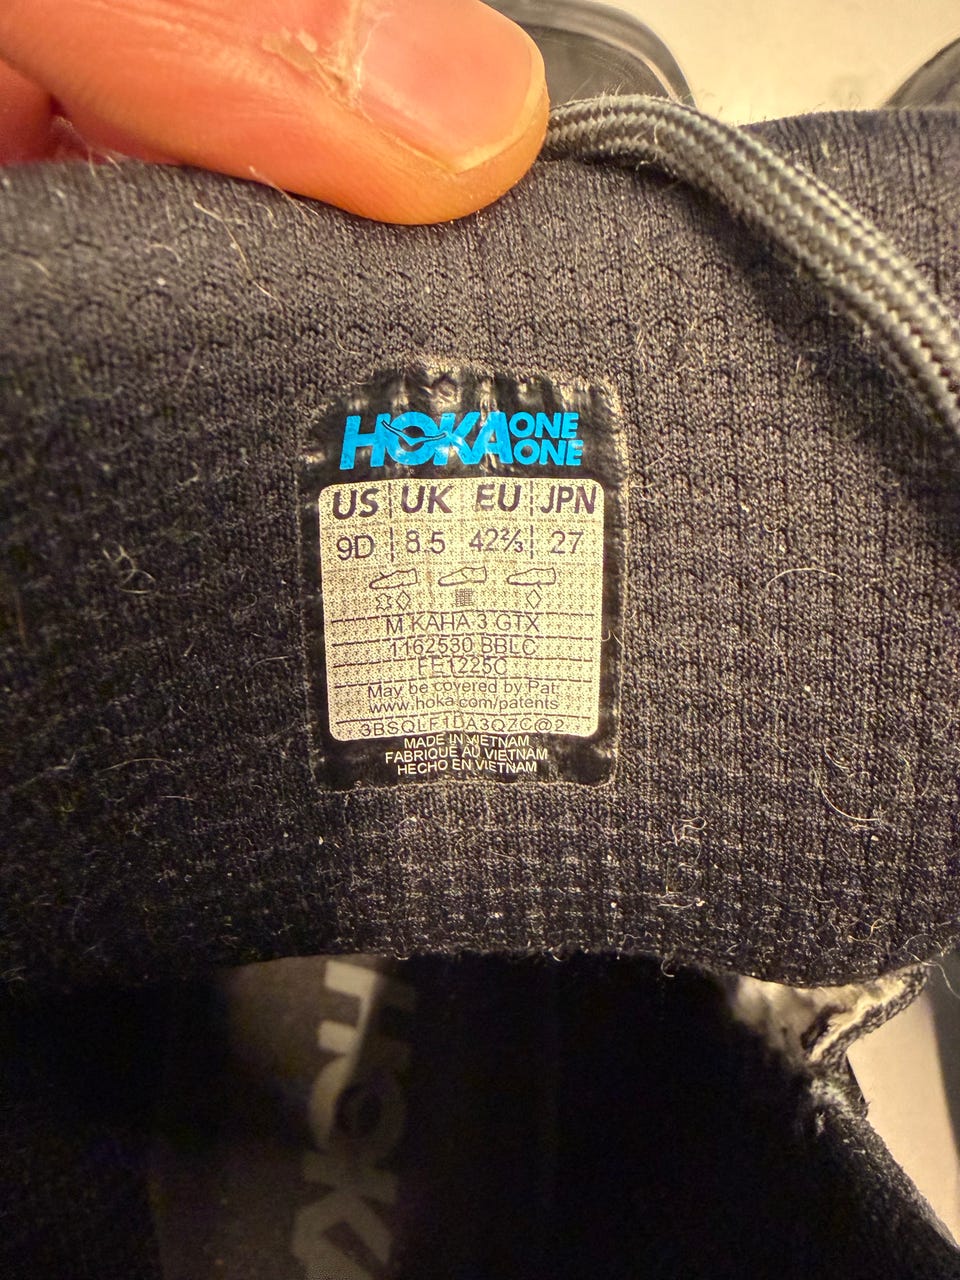 HOKA ONE ONE
US UK EU JPN
9D 8.5 42⅔ 27
M KAHA 3 GTX
1162530 BBLC
FE1225C
May be covered by Pat.
www.hoka.com/patents
3BSQLF1DA3QZC@2
MADE IN VIETNAM
FABRIQUÉ AU VIETNAM
HECHO EN VIETNAM
HOKA